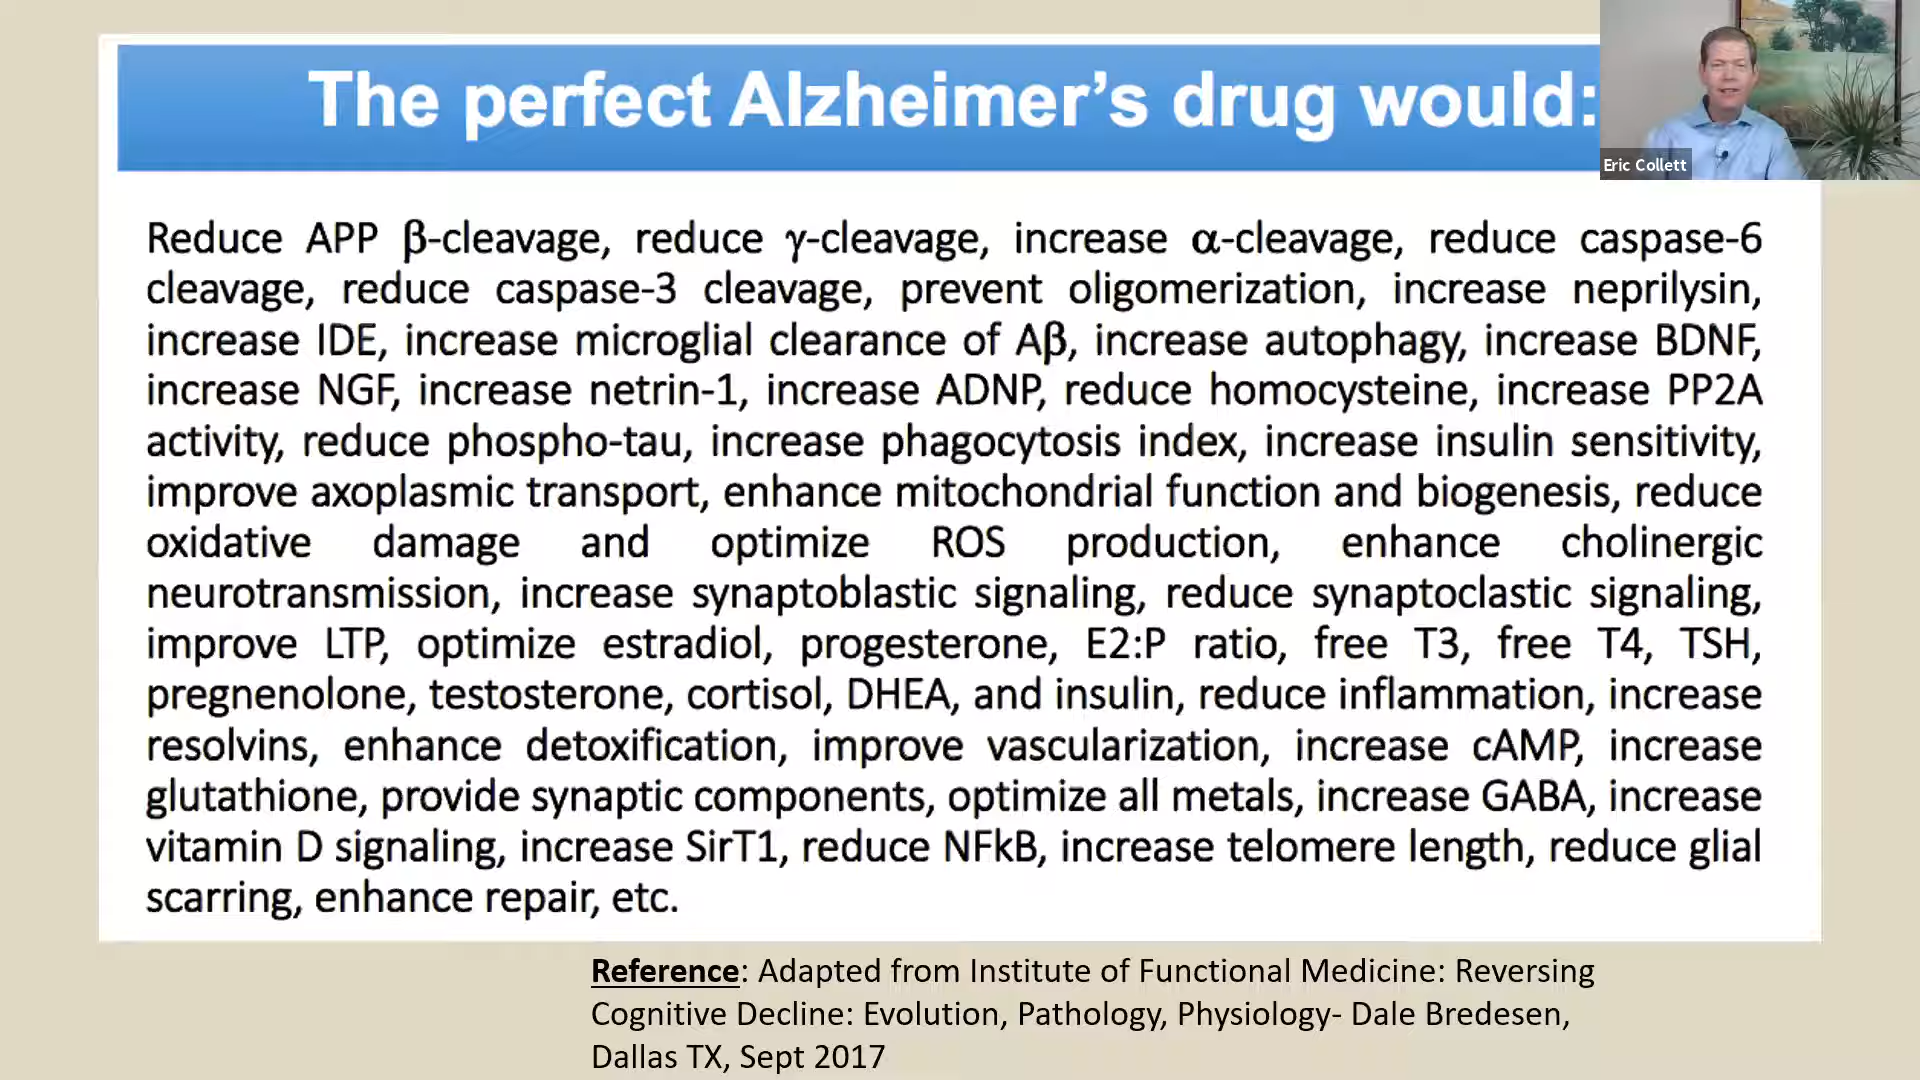 The perfect Alzheimer’s drug would:
Eric Collett
Reduce APP β-cleavage, reduce γ-cleavage, increase α-cleavage, reduce caspase-6
cleavage, reduce caspase-3 cleavage, prevent oligomerization, increase neprilysin,
increase IDE, increase microglial clearance of Aβ, increase autophagy, increase BDNF,
increase NGF, increase netrin-1, increase ADNP, reduce homocysteine, increase PP2A
activity, reduce phospho-tau, increase phagocytosis index, increase insulin sensitivity,
improve axoplasmic transport, enhance mitochondrial function and biogenesis, reduce
oxidative damage and optimize ROS production, enhance cholinergic
neurotransmission, increase synaptoblastic signaling, reduce synaptoclastic signaling,
improve LTP, optimize estradiol, progesterone, E2:P ratio, free T3, free T4, TSH,
pregnenolone, testosterone, cortisol, DHEA, and insulin, reduce inflammation, increase
resolvins, enhance detoxification, improve vascularization, increase cAMP, increase
glutathione, provide synaptic components, optimize all metals, increase GABA, increase
vitamin D signaling, increase SirT1, reduce NFkB, increase telomere length, reduce glial
scarring, enhance repair, etc.
Reference: Adapted from Institute of Functional Medicine: Reversing
Cognitive Decline: Evolution, Pathology, Physiology- Dale Bredesen,
Dallas TX, Sept 2017